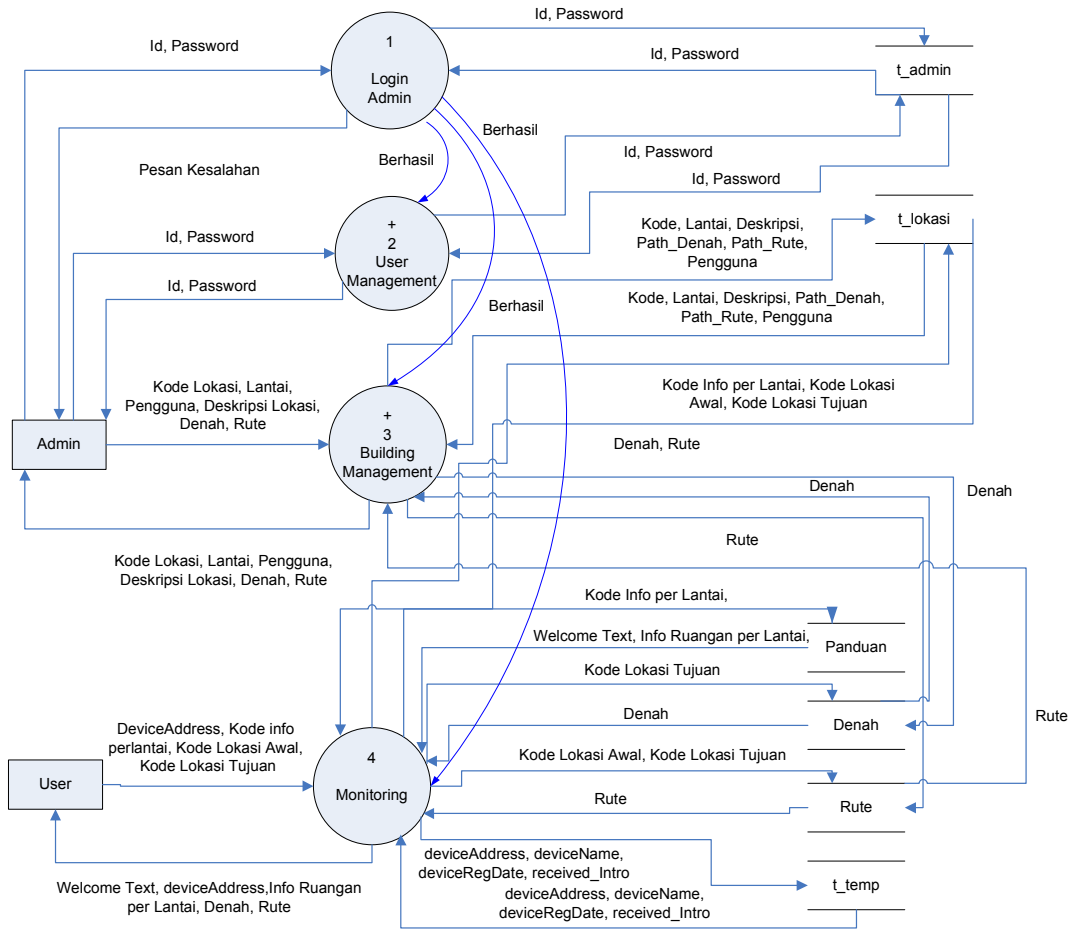 Id, Password
1
Login
Admin
Id, Password
Id, Password
t_admin
Berhasil
Berhasil
Id, Password
Pesan Kesalahan
Id, Password
+
2
User
Management
Id, Password
Id, Password
Kode, Lantai, Deskripsi,
Path_Denah, Path_Rute,
Pengguna
t_lokasi
Kode, Lantai, Deskripsi, Path_Denah,
Path_Rute, Pengguna
Berhasil
Kode Lokasi, Lantai,
Pengguna, Deskripsi Lokasi,
Denah, Rute
Kode Info per Lantai, Kode Lokasi
Awal, Kode Lokasi Tujuan
Admin
+
3
Building
Management
Denah, Rute
Denah
Denah
Rute
Kode Lokasi, Lantai, Pengguna,
Deskripsi Lokasi, Denah, Rute
Kode Info per Lantai,
Welcome Text, Info Ruangan per Lantai,
Panduan
Kode Lokasi Tujuan
Denah
Denah
Rute
DeviceAddress, Kode info
perlantai, Kode Lokasi Awal,
Kode Lokasi Tujuan
4
Monitoring
Kode Lokasi Awal, Kode Lokasi Tujuan
User
Rute
Rute
deviceAddress, deviceName,
deviceRegDate, received_Intro
deviceAddress, deviceName,
deviceRegDate, received_Intro
t_temp
Welcome Text, deviceAddress,Info Ruangan
per Lantai, Denah, Rute